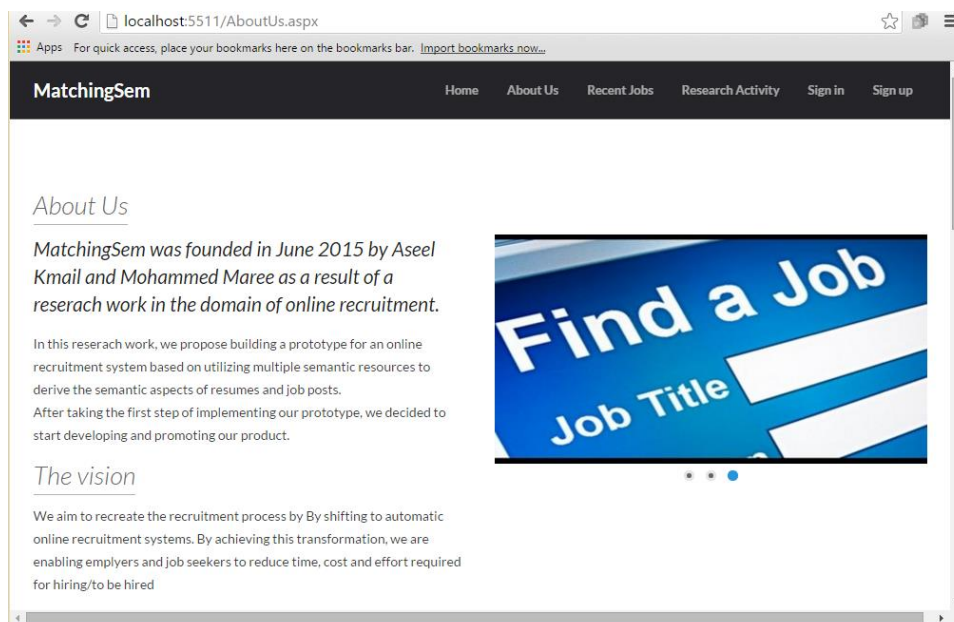 localhost:5511/AboutUs.aspx
Apps For quick access, place your bookmarks here on the bookmarks bar. Import bookmarks now...
MatchingSem Home About Us Recent Jobs Research Activity Sign in Sign up
About Us
MatchingSem was founded in June 2015 by Aseel
Kmail and Mohammed Maree as a result of a
reserach work in the domain of online recruitment.
In this reserach work, we propose building a prototype for an online
recruitment system based on utilizing multiple semantic resources to
derive the semantic aspects of resumes and job posts.
After taking the first step of implementing our prototype, we decided to
start developing and promoting our product.
The vision
We aim to recreate the recruitment process by By shifting to automatic
online recruitment systems. By achieving this transformation, we are
enabling emplyers and job seekers to reduce time, cost and effort required
for hiring/to be hired
Find a Job
Job Title